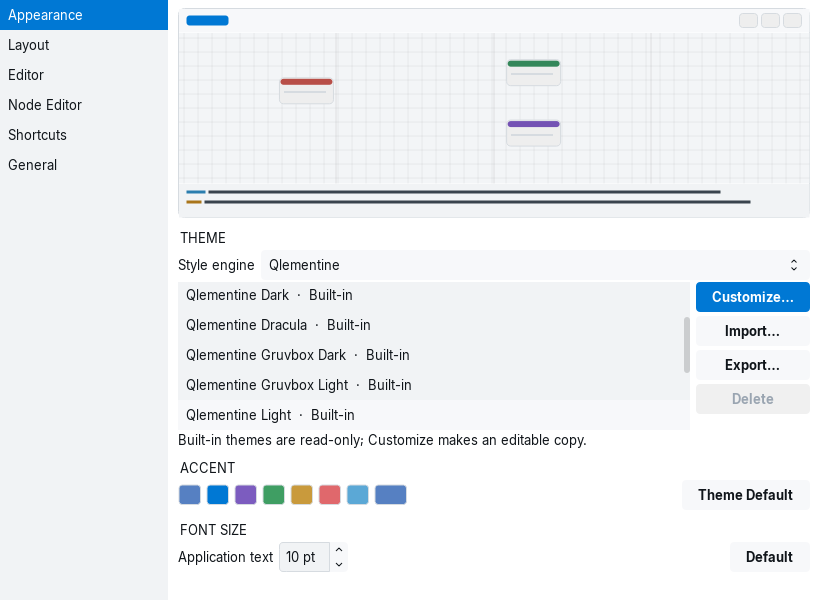 Appearance
Layout
Editor
Node Editor
Shortcuts
General
THEME
Style engine Qlementine
Qlementine Dark · Built-in
Qlementine Dracula · Built-in
Qlementine Gruvbox Dark · Built-in
Qlementine Gruvbox Light · Built-in
Qlementine Light · Built-in
Customize...
Import...
Export...
Delete
Built-in themes are read-only; Customize makes an editable copy.
ACCENT
Theme Default
FONT SIZE
Application text 10 pt Default